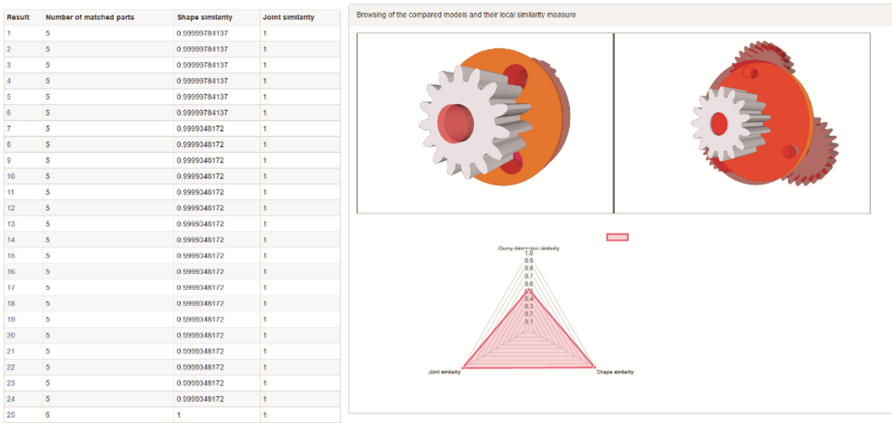 Result Number of matched parts Shape similarity Joint similarity
1 5 0.99999784137 1
2 5 0.99999784137 1
3 5 0.99999784137 1
4 5 0.99999784137 1
5 5 0.99999784137 1
6 5 0.99999784137 1
7 5 0.9999348172 1
8 5 0.9999348172 1
9 5 0.9999348172 1
10 5 0.9999348172 1
11 5 0.9999348172 1
12 5 0.9999348172 1
13 5 0.9999348172 1
14 5 0.9999348172 1
15 5 0.9999348172 1
16 5 0.9999348172 1
17 5 0.9999348172 1
18 5 0.9999348172 1
19 5 0.9999348172 1
20 5 0.9999348172 1
21 5 0.9999348172 1
22 5 0.9999348172 1
23 5 0.9999348172 1
24 5 0.9999348172 1
25 6 1 1
Browsing of the compared models and their local similarity measure
similarity
1.0
0.9
0.8
0.7
0.6
0.4
0.3
0.2
0.1
Joint similarity
Shape similarity